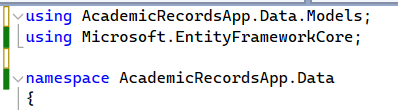 using AcademicRecordsApp.Data.Models;
using Microsoft.EntityFrameworkCore;
namespace AcademicRecordsApp.Data
{